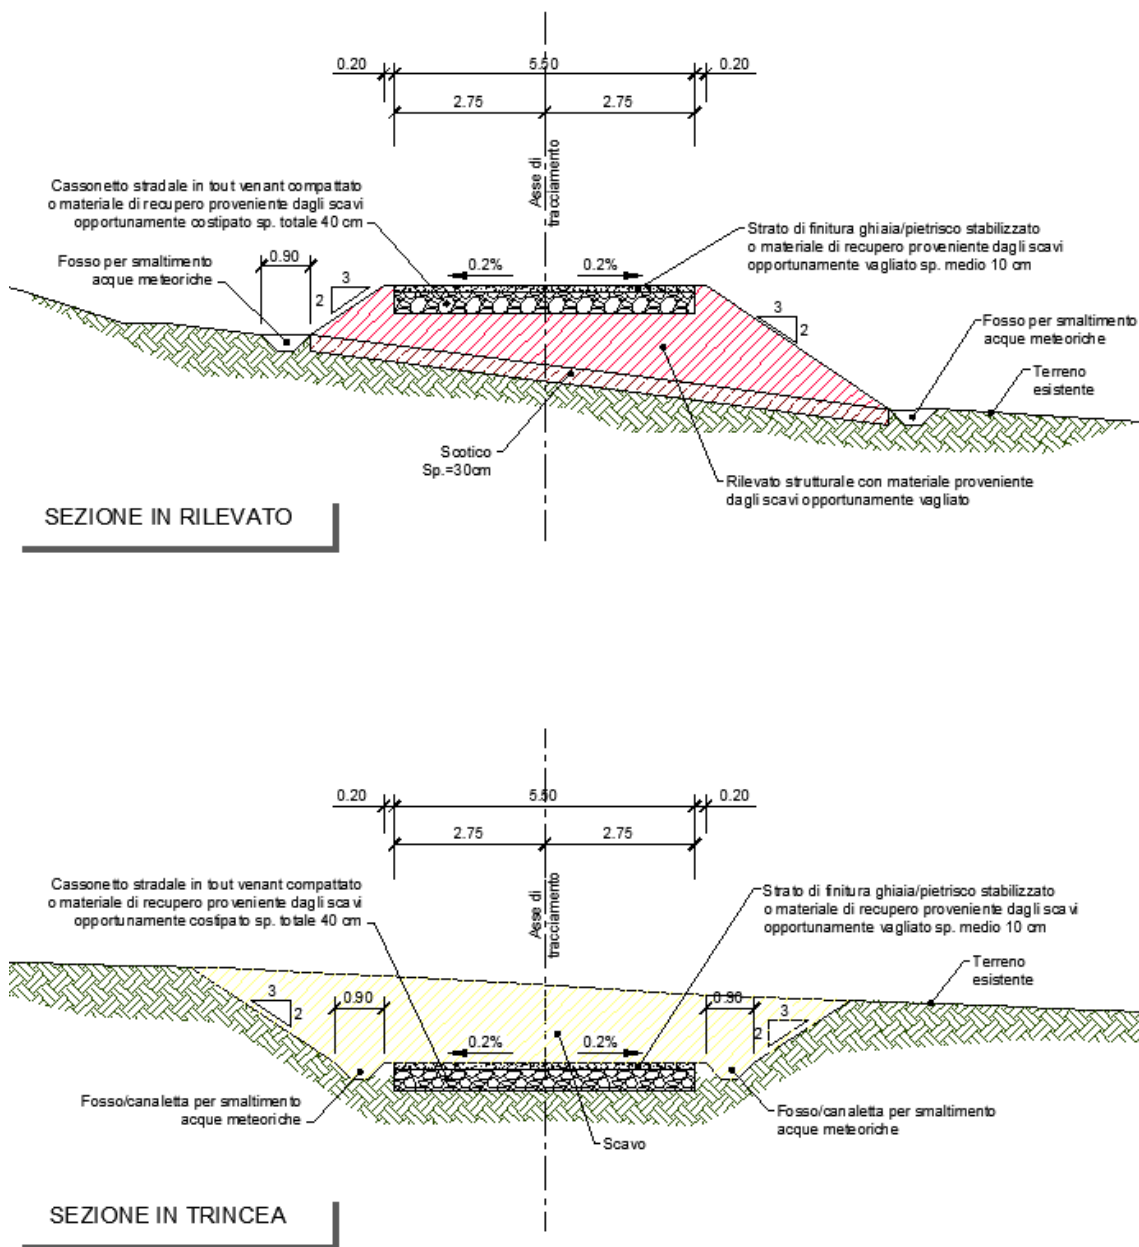 0.20
5.50
0.20
2.75
2.75
Asse di
tracciamento
Cassonetto stradale in tout venant compattato
o materiale di recupero proveniente dagli scavi
opportunamente costipato sp. totale 40 cm
Strato di finitura ghiaia/pietrisco stabilizzato
o materiale di recupero proveniente dagli scavi
opportunamente vagliato sp. medio 10 cm
Fosso per smaltimento
acque meteoriche
0.90
3
2
0.2%
0.2%
3
2
Fosso per smaltimento
acque meteoriche
Terreno
esistente
Scotico
Sp.=30cm
Rilievato strutturale con materiale proveniente
dagli scavi opportunamente vagliato
SEZIONE IN RILEVATO
0.20
5.50
0.20
2.75
2.75
Asse di
tracciamento
Cassonetto stradale in tout venant compattato
o materiale di recupero proveniente dagli scavi
opportunamente costipato sp. totale 40 cm
Strato di finitura ghiaia/pietrisco stabilizzato
o materiale di recupero proveniente dagli scavi
opportunamente vagliato sp. medio 10 cm
Terreno
esistente
3
2
0.90
0.90
3
2
0.2%
0.2%
Fosso/canaletta per smaltimento
acque meteoriche
Fosso/canaletta per smaltimento
acque meteoriche
Scavo
SEZIONE IN TRINCEA